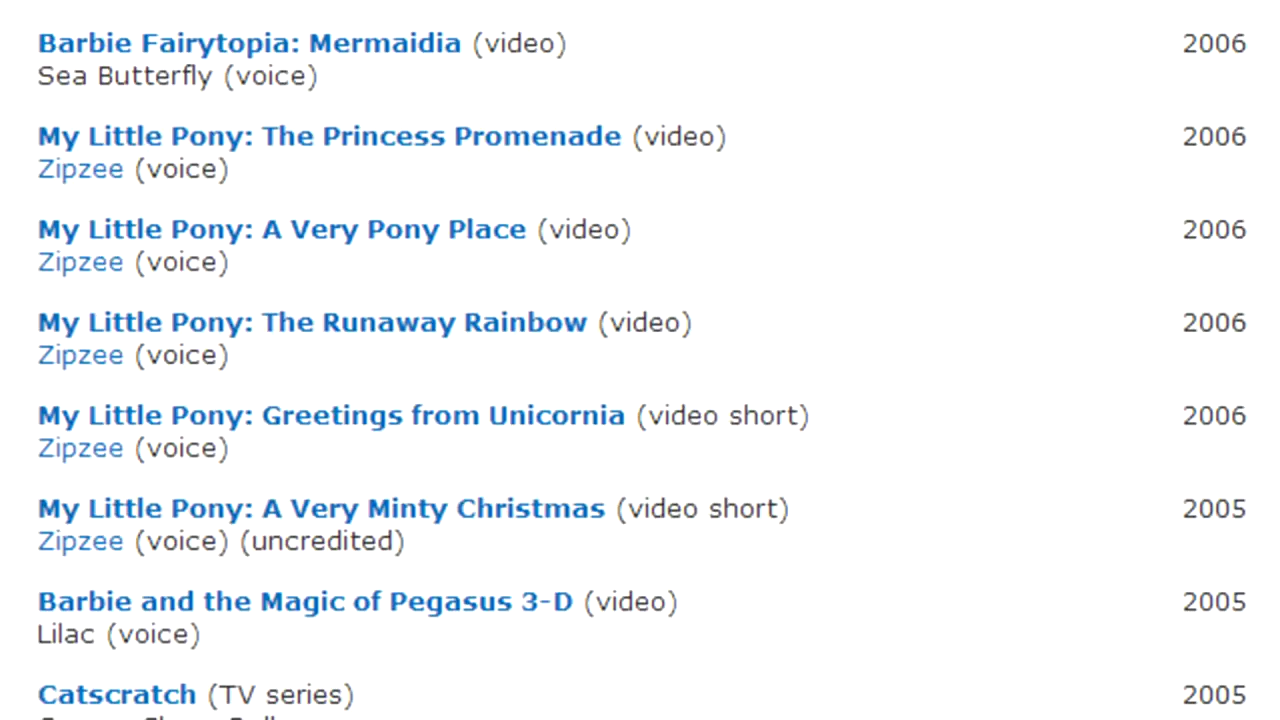 Barbie Fairytopia: Mermaidia (video) 2006
Sea Butterfly (voice)
My Little Pony: The Princess Promenade (video) 2006
Zipzee (voice)
My Little Pony: A Very Pony Place (video) 2006
Zipzee (voice)
My Little Pony: The Runaway Rainbow (video) 2006
Zipzee (voice)
My Little Pony: Greetings from Unicornia (video short) 2006
Zipzee (voice)
My Little Pony: A Very Minty Christmas (video short) 2005
Zipzee (voice) (uncredited)
Barbie and the Magic of Pegasus 3-D (video) 2005
Lilac (voice)
Catscratch (TV series) 2005